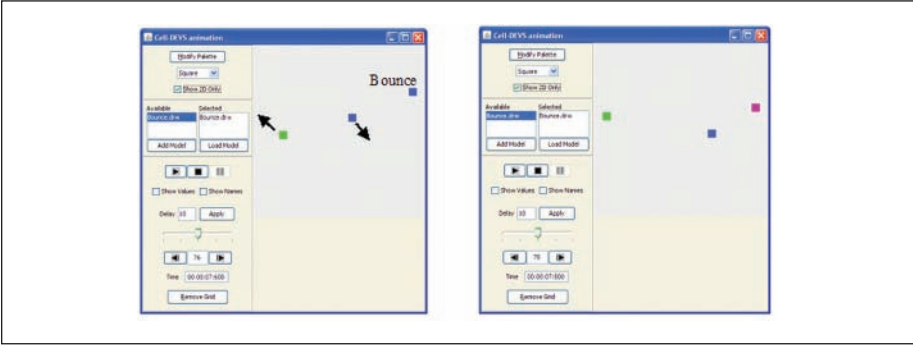 Cell-DEVS animation
Modify Palette
Square
Show 2D Only
Available Selected
Bounce.drw Bounce.drw
Add Model Load Model
Show Values Show Names
Delay 10 Apply
76
Time 00:00:07:600
Remove Grid
Bounce
Cell-DEVS animation
Modify Palette
Square
Show 2D Only
Available Selected
Bounce.drw Bounce.drw
Add Model Load Model
Show Values Show Names
Delay 10 Apply
78
Time 00:00:07:800
Remove Grid